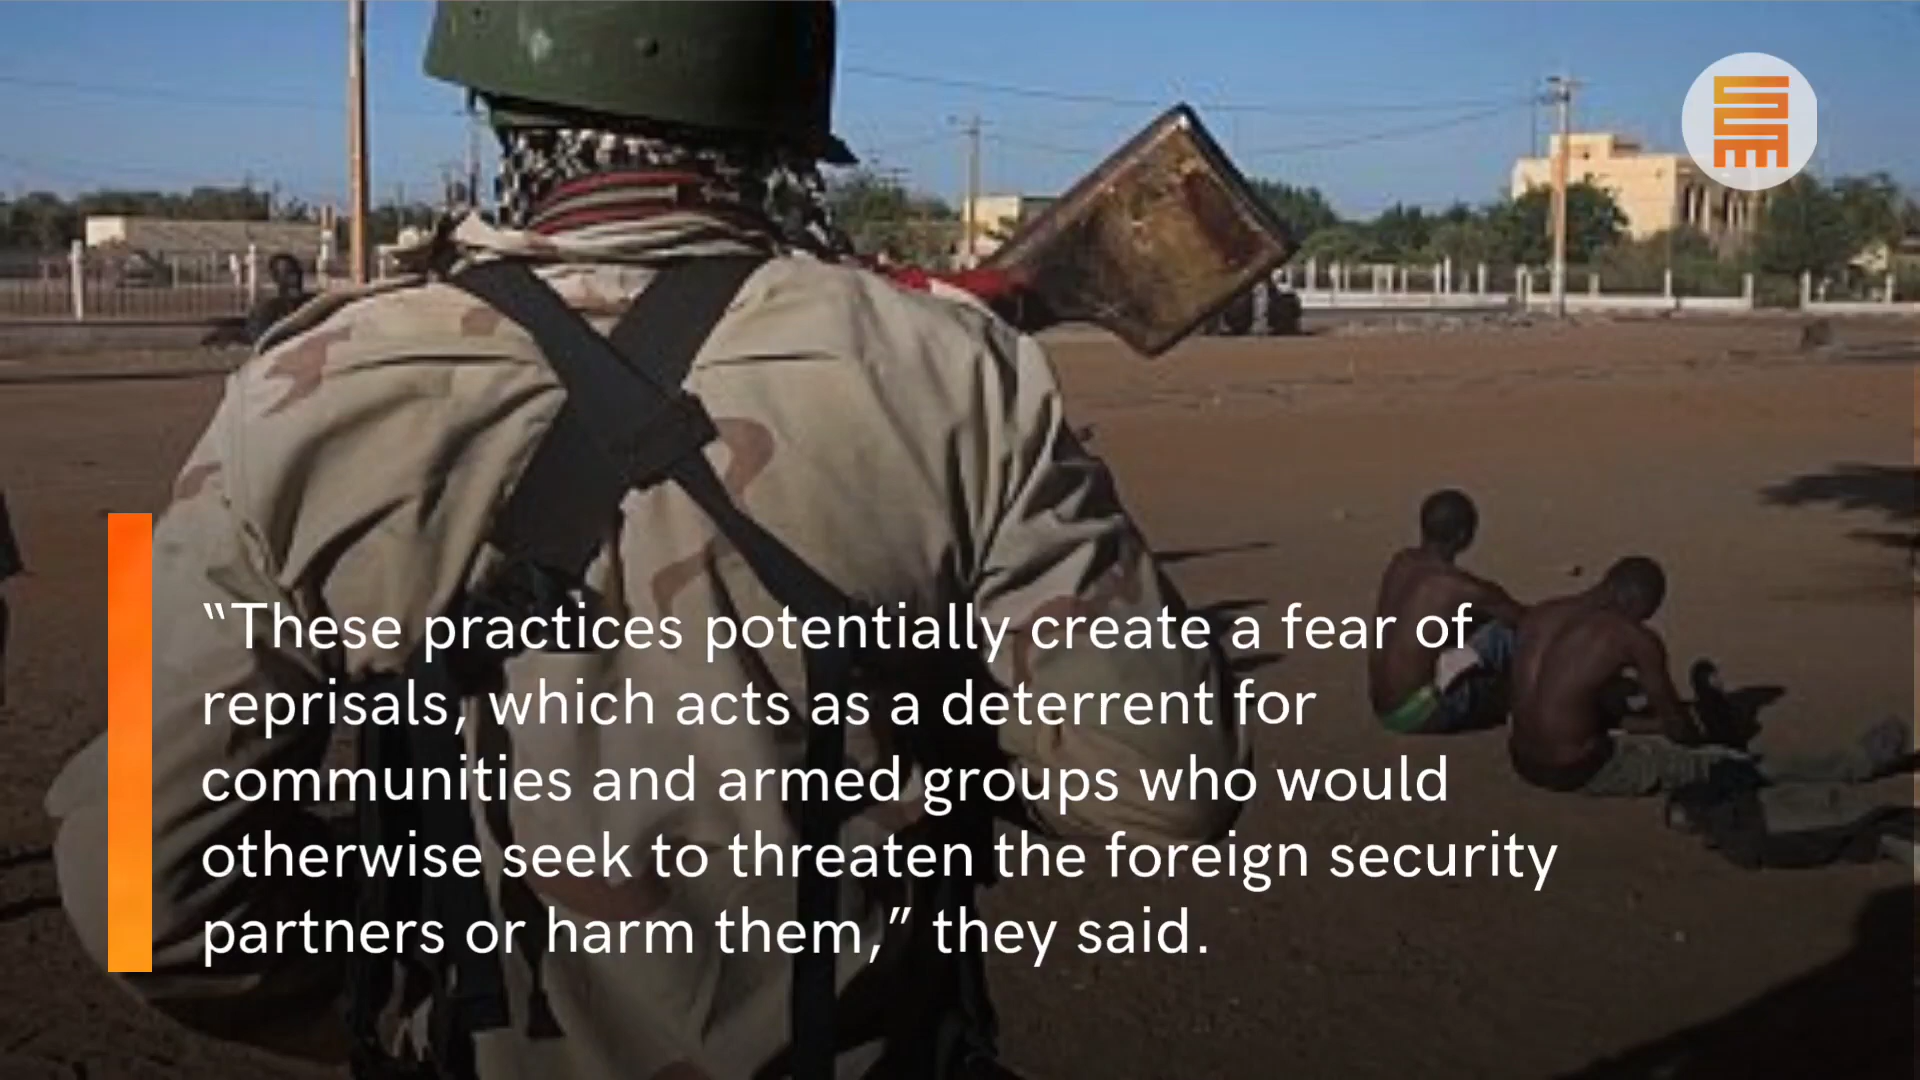 “These practices potentially create a fear of
reprisals, which acts as a deterrent for
communities and armed groups who would
otherwise seek to threaten the foreign security
partners or harm them,” they said.